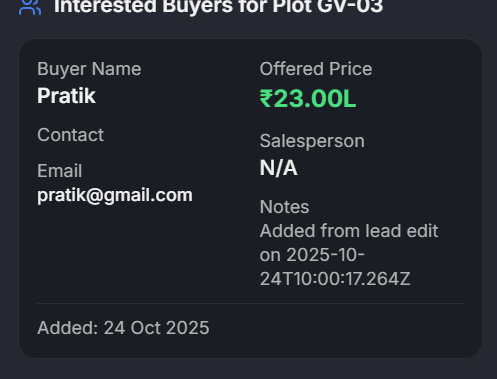 Interested Buyers for Plot GV-03
Buyer Name
Pratik
Contact
Email
pratik@gmail.com
Offered Price
₹23.00L
Salesperson
N/A
Notes
Added from lead edit
on 2025-10-
24T10:00:17.264Z
Added: 24 Oct 2025